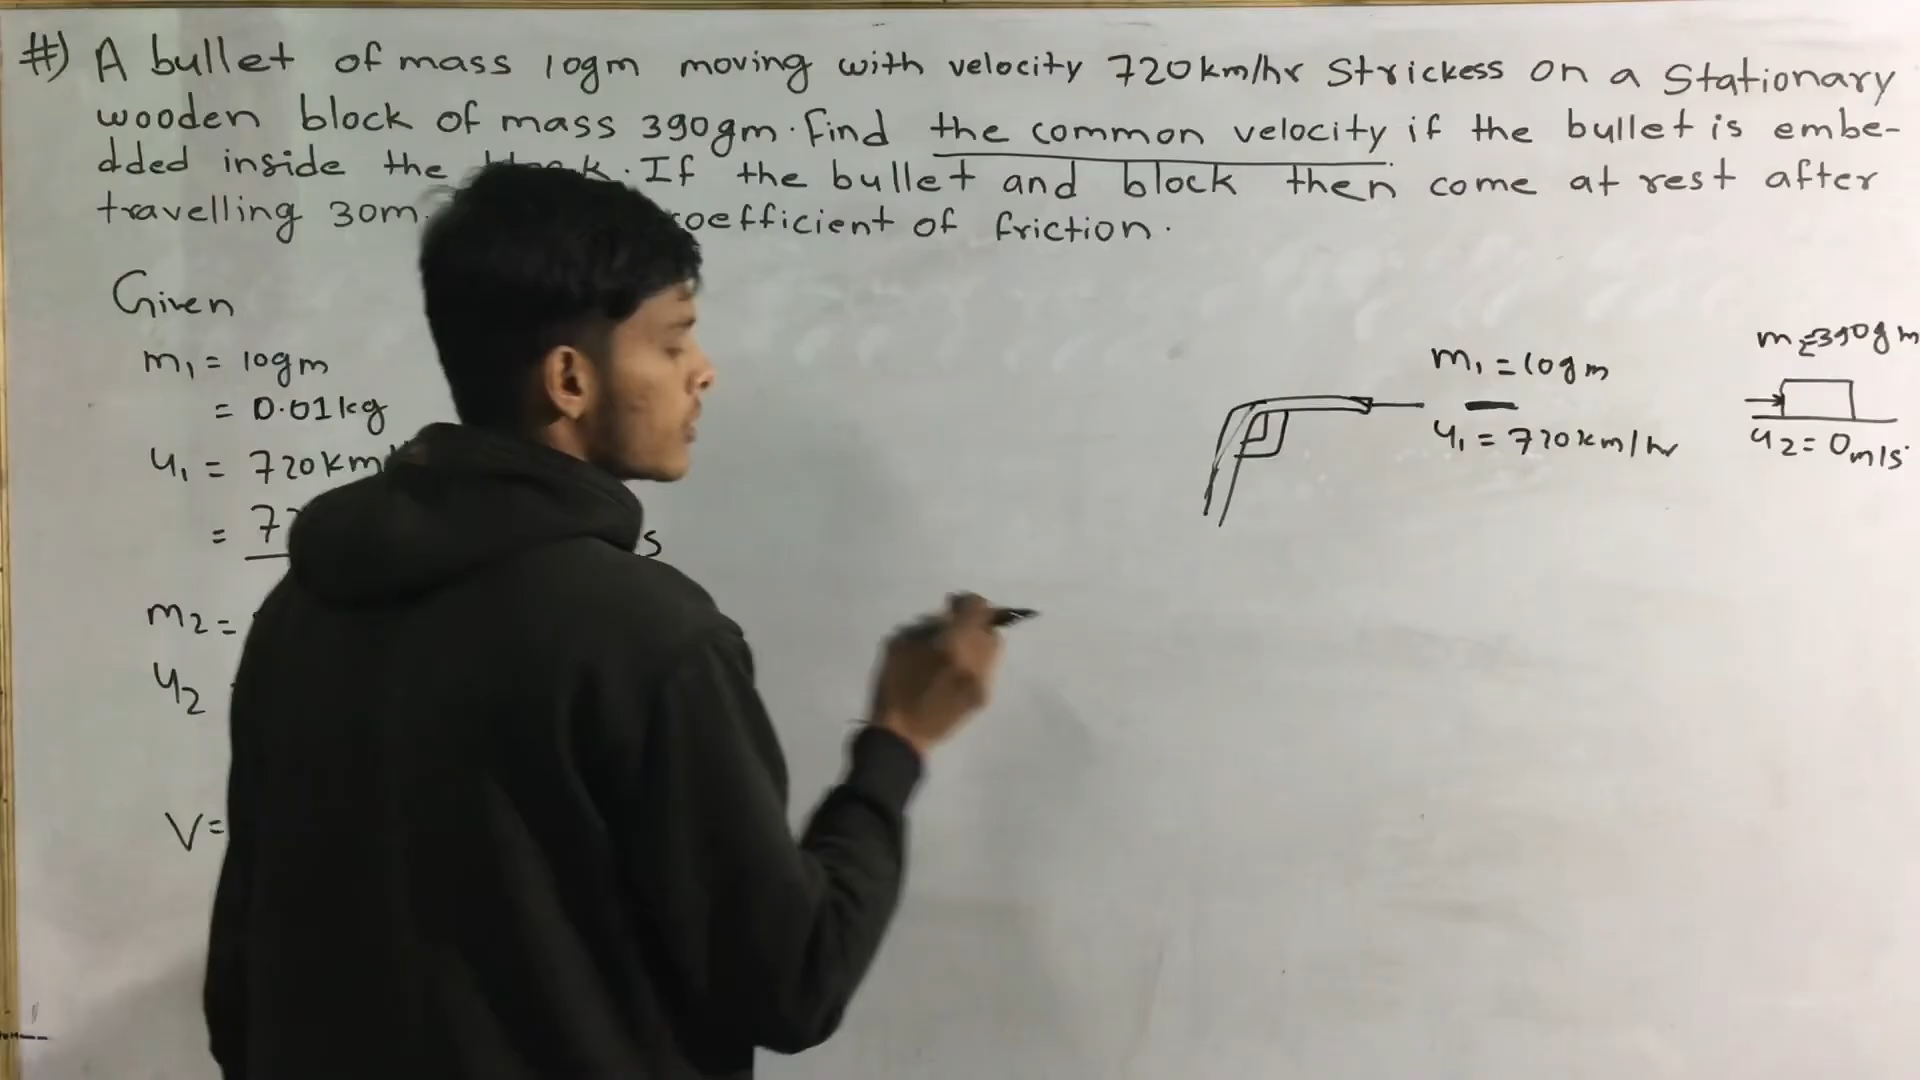 #) A bullet of mass 10gm moving with velocity 720km/hr Strickess on a Stationary
wooden block of mass 390gm. Find the common velocity if the bullet is embe-
dded inside the If the bullet and block then come at rest after
travelling 30m. coefficient of friction.
Given
m₁ = 10gm
= 0.01kg
u₁ = 720km
=
m₂ =
u₂
V=
m₁ = 10gm
u₁ = 720km/hr
m₂=390gm
u₂ = 0m/s